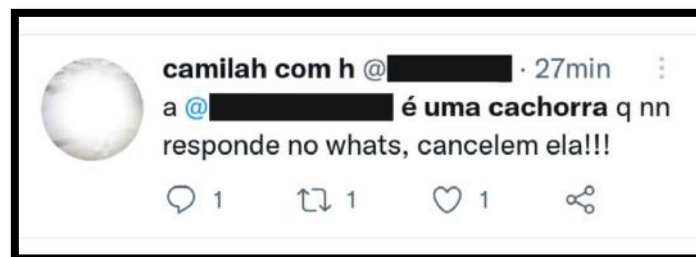 camilah com h @ · 27min
a @ é uma cachorra q nn
responde no whats, cancelem ela!!!
1 1 1